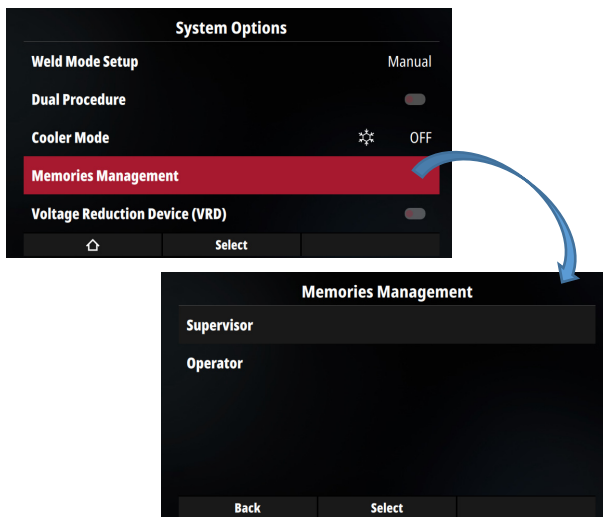 System Options
Weld Mode Setup Manual
Dual Procedure
Cooler Mode OFF
Memories Management
Voltage Reduction Device (VRD)
Select
Memories Management
Supervisor
Operator
Back Select